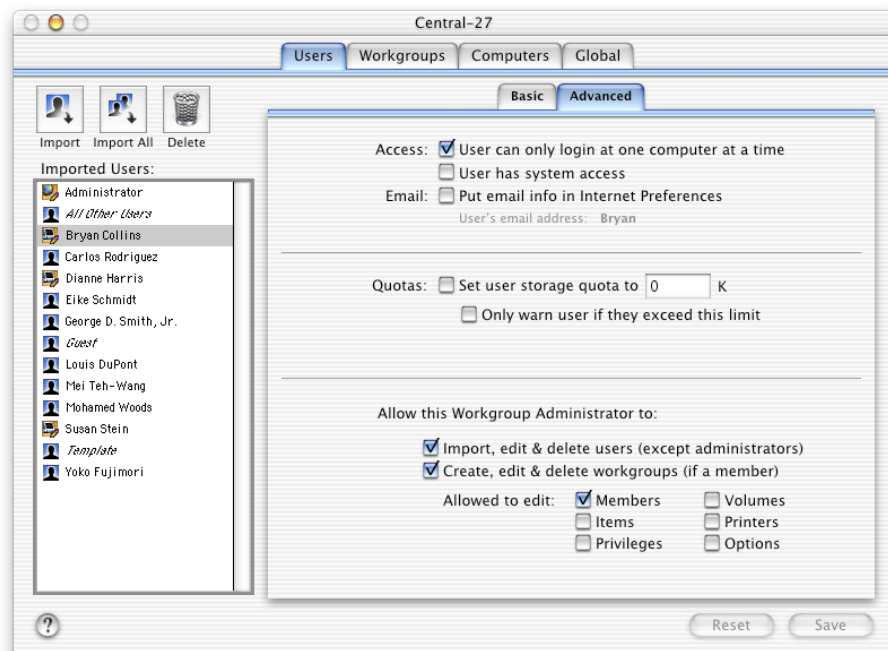 Central-27
Users Workgroups Computers Global
Import Import All Delete
Imported Users:
Administrator
All Other Users
Bryan Collins
Carlos Rodriguez
Dianne Harris
Eike Schmidt
George D. Smith, Jr.
Guest
Louis DuPont
Mei Teh-Wang
Mohamed Woods
Susan Stein
Template
Yoko Fujimori
Basic Advanced
Access: User can only login at one computer at a time
User has system access
Email: Put email info in Internet Preferences
User's email address: Bryan
Quotas: Set user storage quota to 0 K
Only warn user if they exceed this limit
Allow this Workgroup Administrator to:
Import, edit & delete users (except administrators)
Create, edit & delete workgroups (if a member)
Allowed to edit: Members Volumes
Items Printers
Privileges Options
? Reset Save